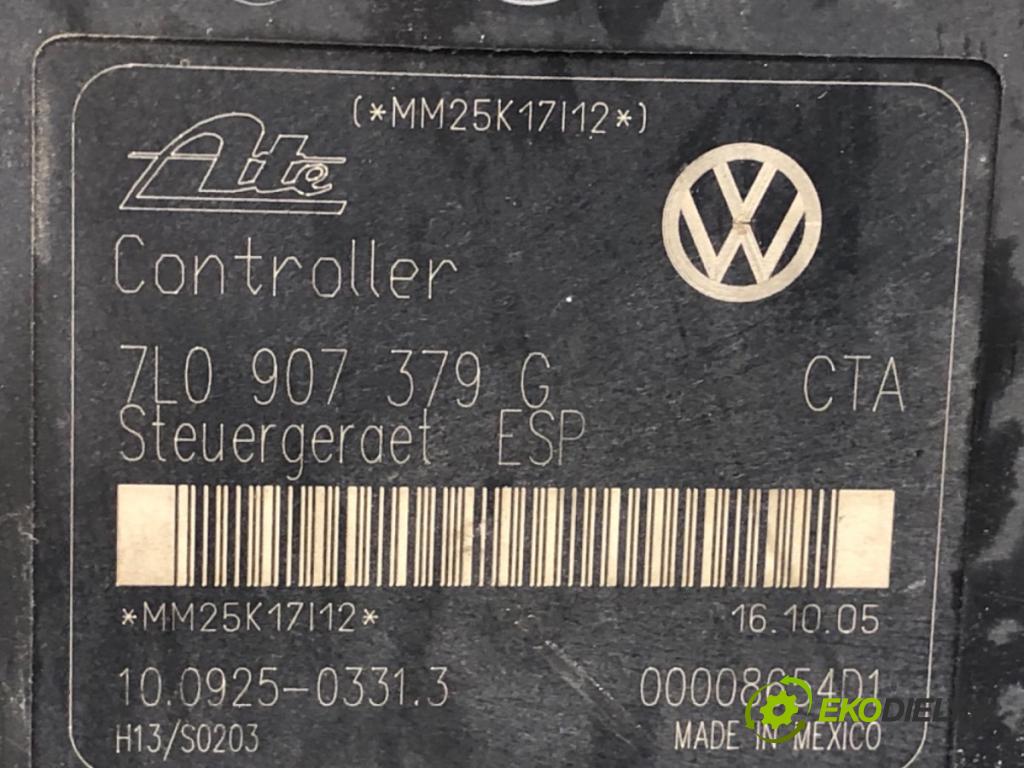 (*MM25K17I12*)
Ate
Controller
7L0 907 379 G CTA
Steuergeraet ESP
*MM25K17I12* 16.10.05
10.0925-0331.3 00008654D1
H13/S0203 MADE IN MEXICO
EKODIEL